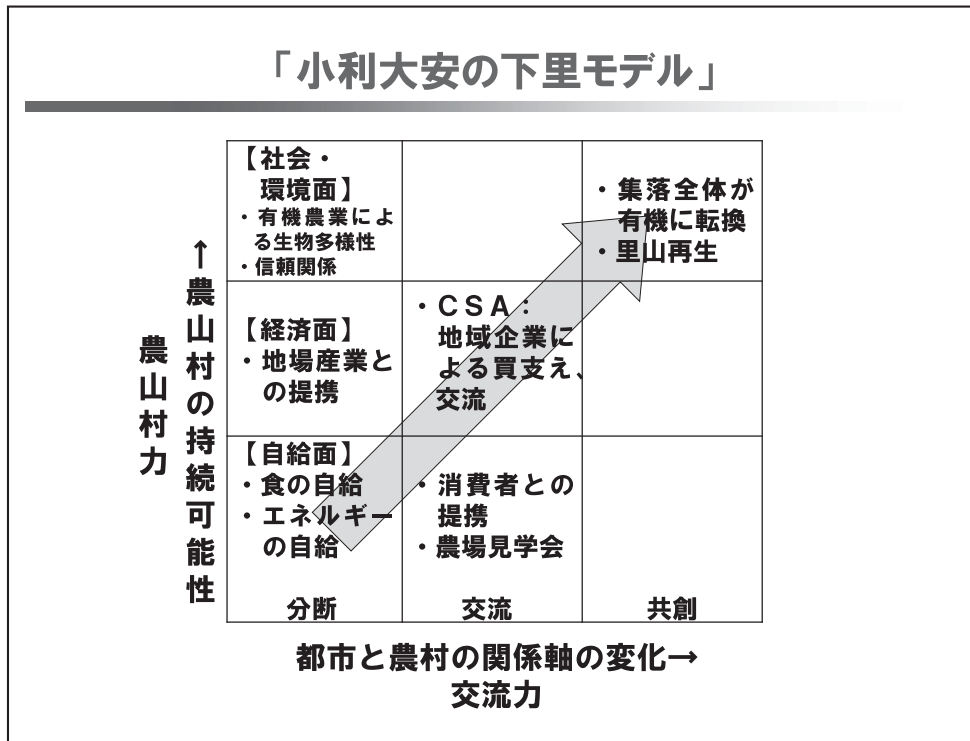 「小利大安の下里モデル」
【社会・
環境面】
・有機農業によ
る生物多様性
・信頼関係
・集落全体が
有機に転換
・里山再生
【経済面】
・地場産業と
の提携
・CSA：
地域企業に
よる買支え、
交流
【自給面】
・食の自給
・エネルギー
の自給
・消費者との
提携
・農場見学会
分断
交流
共創
農山村力
↑農山村の持続可能性
都市と農村の関係軸の変化→
交流力